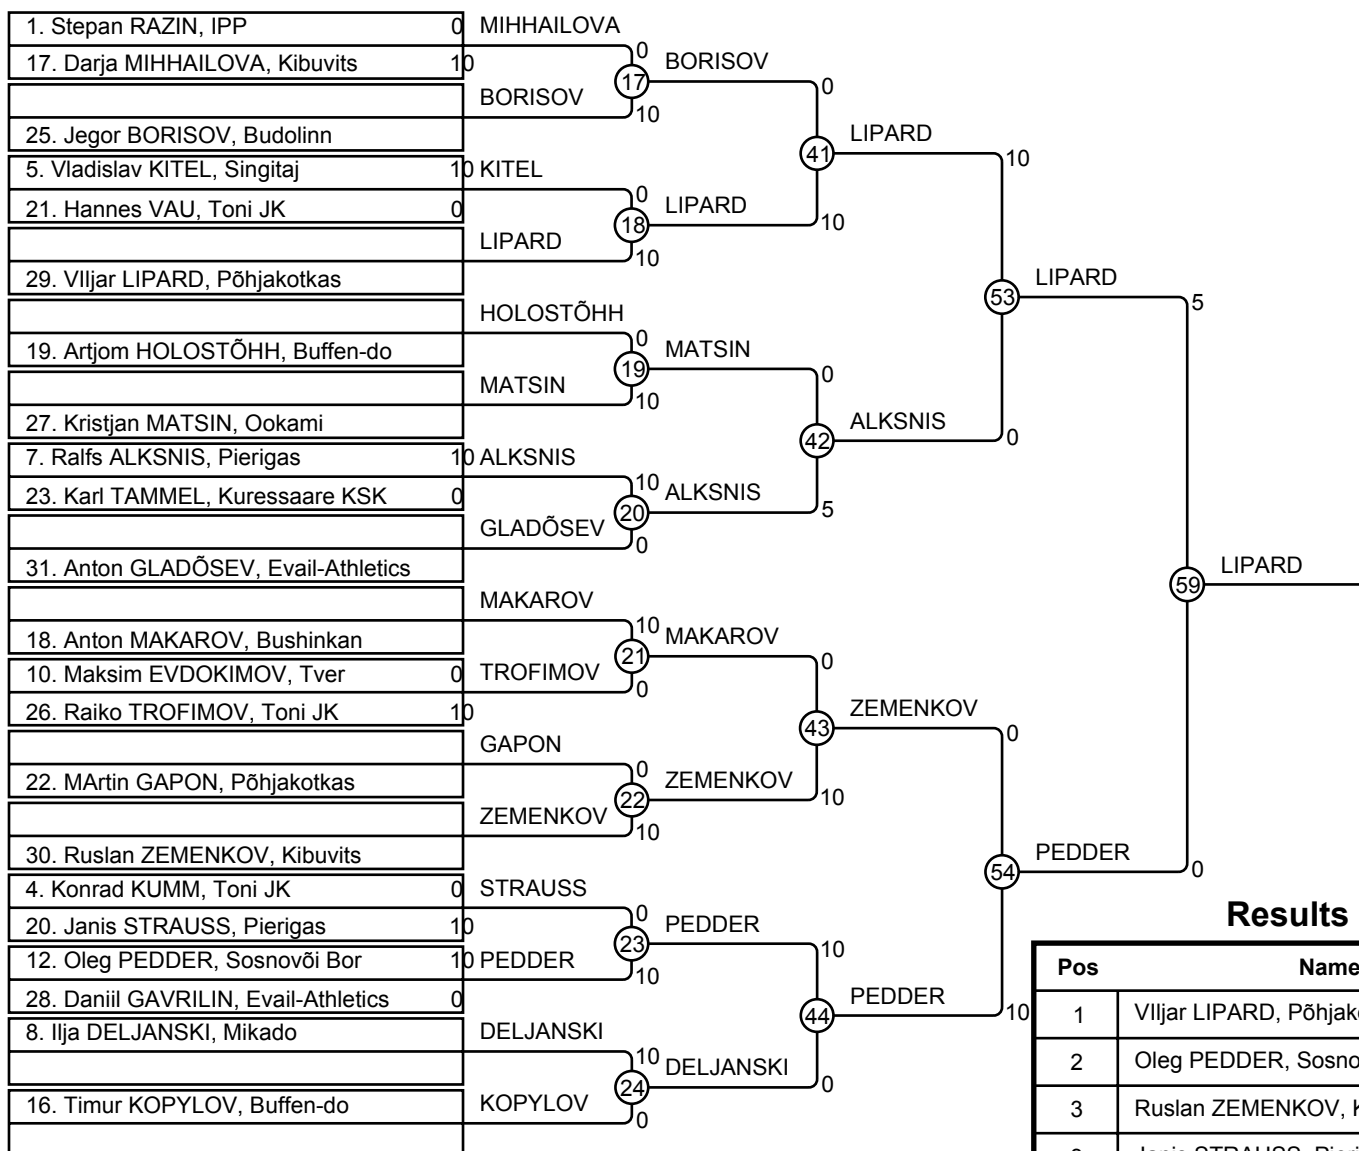 1. Stepan RAZIN, IPP 0 MIHHAILOVA
17. Darja MIHHAILOVA, Kibuvits 10 0 BORISOV
17
BORISOV 10 0
25. Jegor BORISOV, Budolinn
41 LIPARD 10
5. Vladislav KITEL, Singitaj 10 KITEL
21. Hannes VAU, Toni JK 0 0 LIPARD
18 10
LIPARD 10
29. VIljar LIPARD, Põhjakotkas
53 LIPARD 5
HOLOSTÕHH
19. Artjom HOLOSTÕHH, Buffen-do 0 MATSIN
19 0
MATSIN 10
27. Kristjan MATSIN, Ookami
42 ALKSNIS 0
7. Ralfs ALKSNIS, Pierigas 10 ALKSNIS
23. Karl TAMMEL, Kuressaare KSK 0 10 ALKSNIS
20 5
GLADÕSEV 0
31. Anton GLADÕSEV, Evail-Athletics
59 LIPARD
MAKAROV
18. Anton MAKAROV, Bushinkan 10 MAKAROV
21 0
10. Maksim EVDOKIMOV, Tver 0 TROFIMOV 0
26. Raiko TROFIMOV, Toni JK 10
43 ZEMENKOV 0
GAPON
22. MArtin GAPON, Põhjakotkas 0 ZEMENKOV
22 10
ZEMENKOV 10
30. Ruslan ZEMENKOV, Kibuvits
54 PEDDER 0
4. Konrad KUMM, Toni JK 0 STRAUSS
20. Janis STRAUSS, Pierigas 10 0 PEDDER
23 10
12. Oleg PEDDER, Sosnovõi Bor 10 PEDDER 10
28. Daniil GAVRILIN, Evail-Athletics 0
44 PEDDER 10
8. Ilja DELJANSKI, Mikado DELJANSKI
10 DELJANSKI 0
24
16. Timur KOPYLOV, Buffen-do KOPYLOV 0
Results
Pos Name
1 VIljar LIPARD,
2 Oleg PEDDER,
3 Ruslan ZEMENKOV,